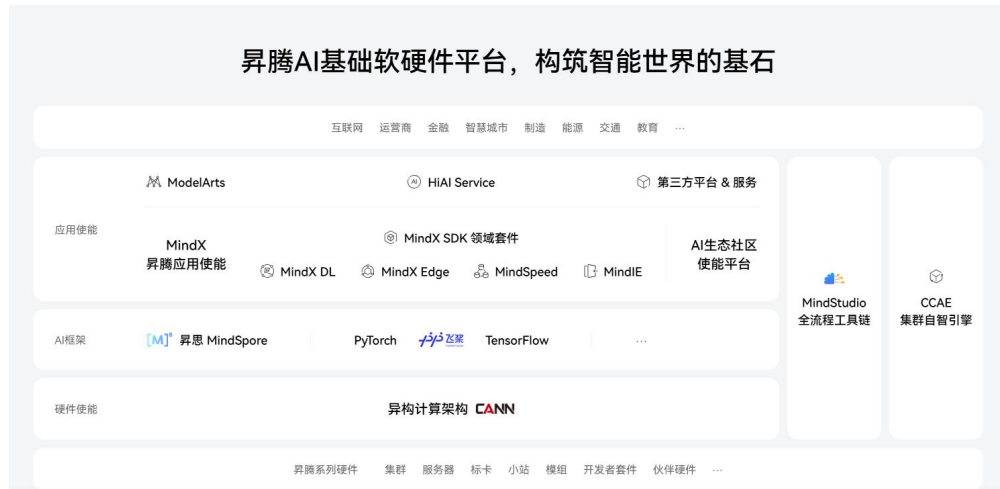 昇腾AI基础软硬件平台，构筑智能世界的基石
互联网 运营商 金融 智慧城市 制造 能源 交通 教育 ···
应用使能
ModelArts
HiAI Service
第三方平台 & 服务
MindX
昇腾应用使能
MindX SDK 领域套件
MindX DL
MindX Edge
MindSpeed
MindIE
AI生态社区
使能平台
AI框架
[M]s 昇思 MindSpore
PyTorch
飞桨
TensorFlow
···
硬件使能
异构计算架构 CANN
MindStudio
全流程工具链
CCAE
集群自智引擎
昇腾系列硬件 集群 服务器 标卡 小站 模组 开发者套件 伙伴硬件 ···